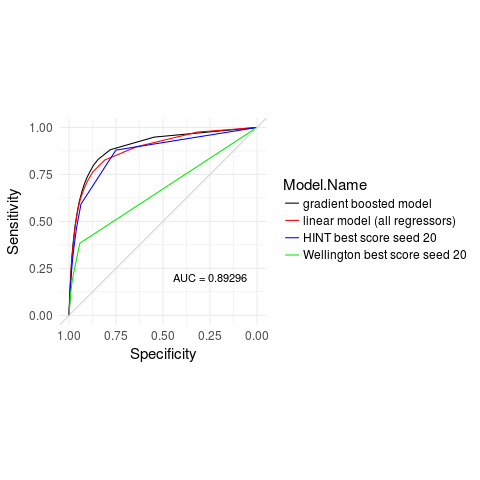 1.00
0.75
0.50
0.25
0.00
Sensitivity
AUC = 0.89296
1.00 0.75 0.50 0.25 0.00
Specificity
Model.Name
gradient boosted model
linear model (all regressors)
HINT best score seed 20
Wellington best score seed 20